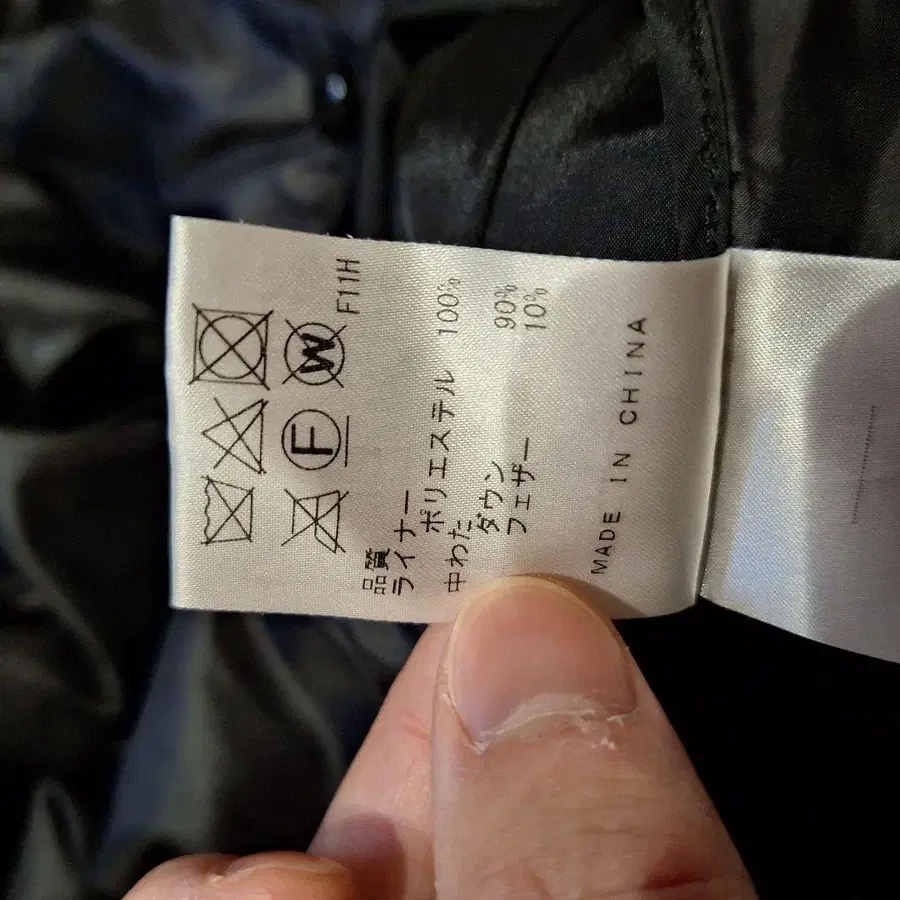 W
F
F11H
品質
ライナー
ポリエステル 100%
中わた
ダウン 90%
フェザー 10%
MADE IN CHINA